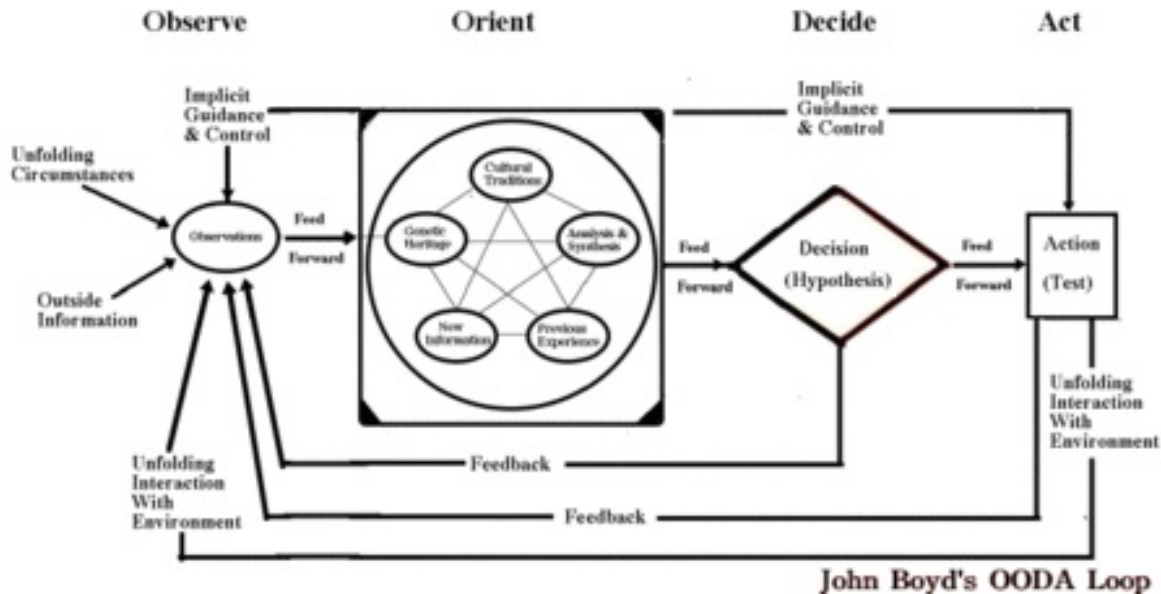 Observe
Orient
Decide
Act
Implicit
Guidance
& Control
Unfolding
Circumstances
Observations
Outside
Information
Feed
Forward
Cultural
Traditions
Genetic
Heritage
Analysis &
Synthesis
New
Information
Previous
Experience
Feed
Forward
Implicit
Guidance
& Control
Decision
(Hypothesis)
Feed
Forward
Action
(Test)
Unfolding
Interaction
With
Environment
Feedback
Unfolding
Interaction
With
Environment
Feedback
John Boyd's OODA Loop